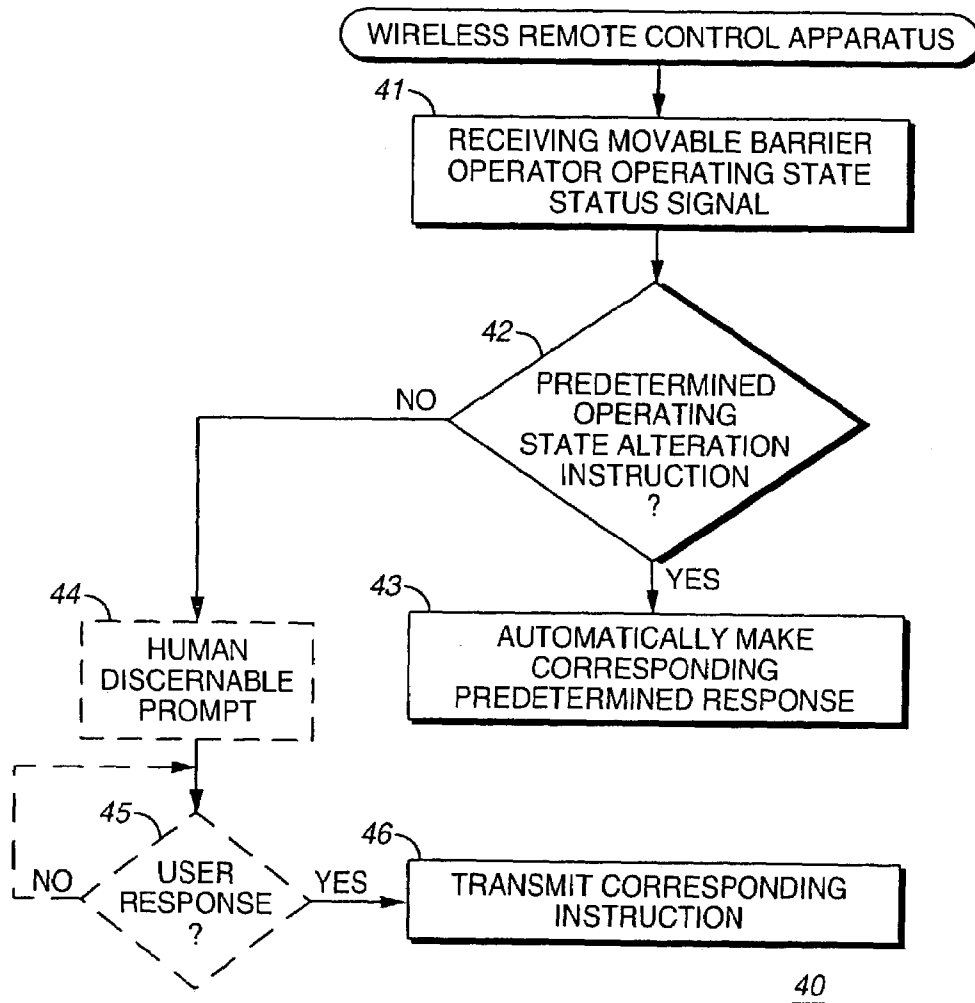 WIRELESS REMOTE CONTROL APPARATUS
41
RECEIVING MOVABLE BARRIER
OPERATOR OPERATING STATE
STATUS SIGNAL
42
NO
PREDETERMINED
OPERATING
STATE ALTERATION
INSTRUCTION
?
YES
43
AUTOMATICALLY MAKE
CORRESPONDING
PREDETERMINED RESPONSE
44
HUMAN
DISCERNABLE
PROMPT
45
NO
USER
RESPONSE
?
YES
46
TRANSMIT CORRESPONDING
INSTRUCTION
40